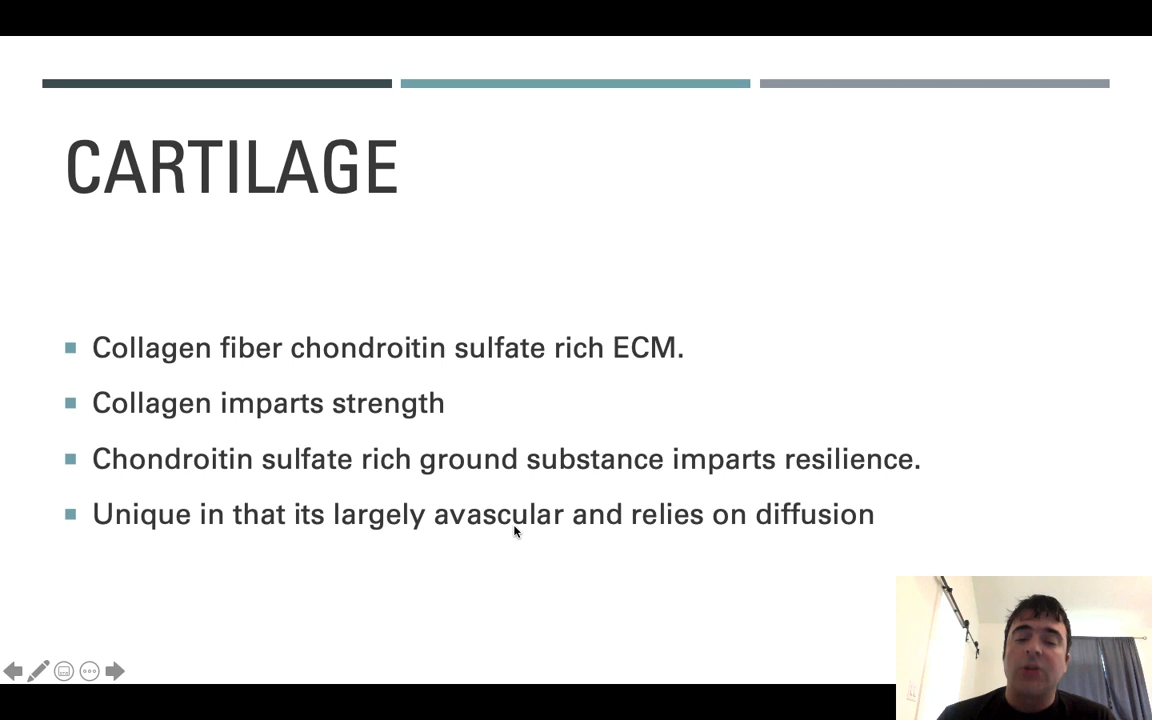 CARTILAGE
Collagen fiber chondroitin sulfate rich ECM.
Collagen imparts strength
Chondroitin sulfate rich ground substance imparts resilience.
Unique in that its largely avascular and relies on diffusion